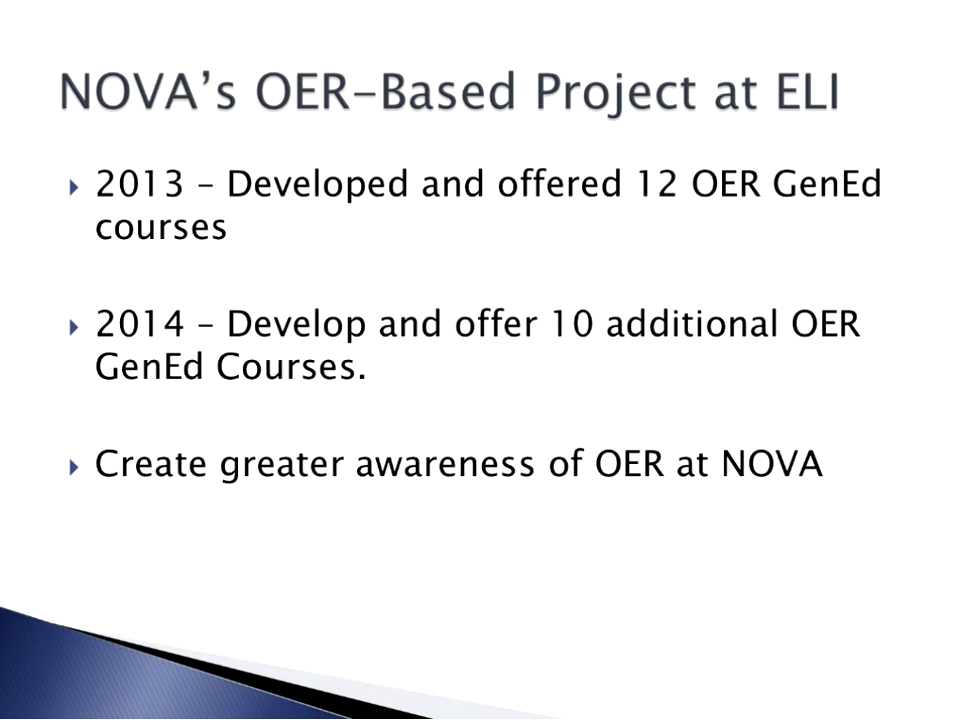 NOVA’s OER-Based Project at ELI
2013 – Developed and offered 12 OER GenEd
courses
2014 – Develop and offer 10 additional OER
GenEd Courses.
Create greater awareness of OER at NOVA